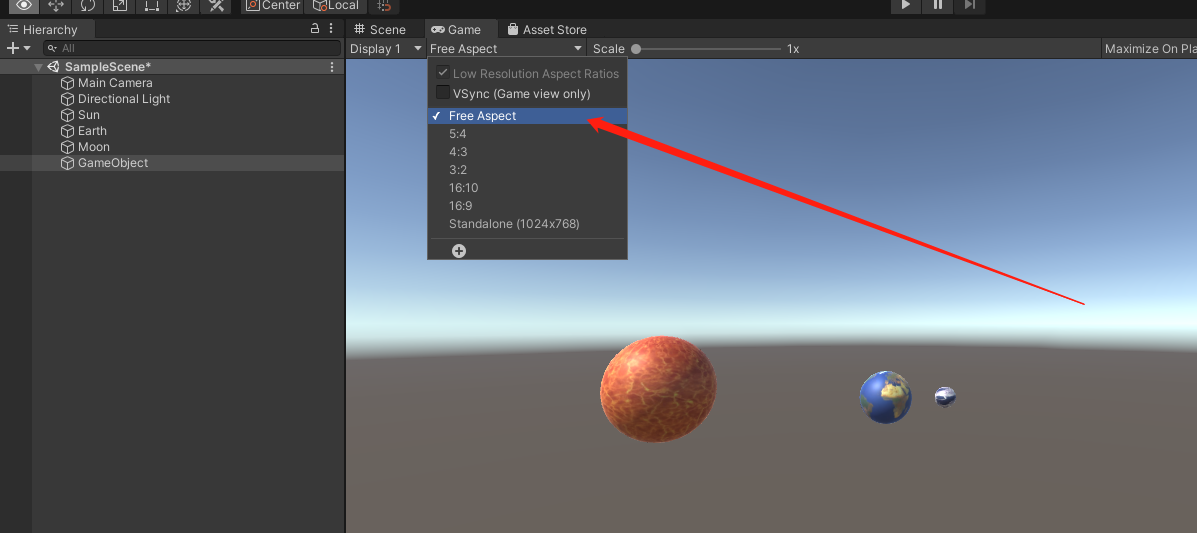 Center Local
Hierarchy
All
SampleScene*
Main Camera
Directional Light
Sun
Earth
Moon
GameObject
Scene Game Asset Store
Display 1 Free Aspect Scale 1x Maximize On Pla
Low Resolution Aspect Ratios
VSync (Game view only)
Free Aspect
5:4
4:3
3:2
16:10
16:9
Standalone (1024x768)